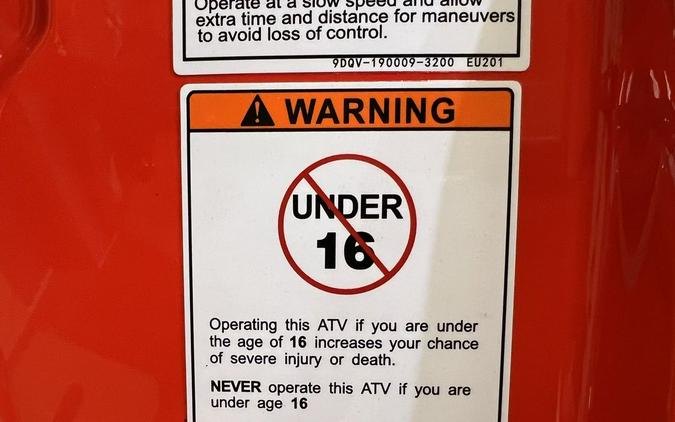 Operate at a slow speed and allow
extra time and distance for maneuvers
to avoid loss of control.
9DQV-190009-3200 EU201
WARNING
UNDER
16
Operating this ATV if you are under
the age of 16 increases your chance
of severe injury or death.
NEVER operate this ATV if you are
under age 16